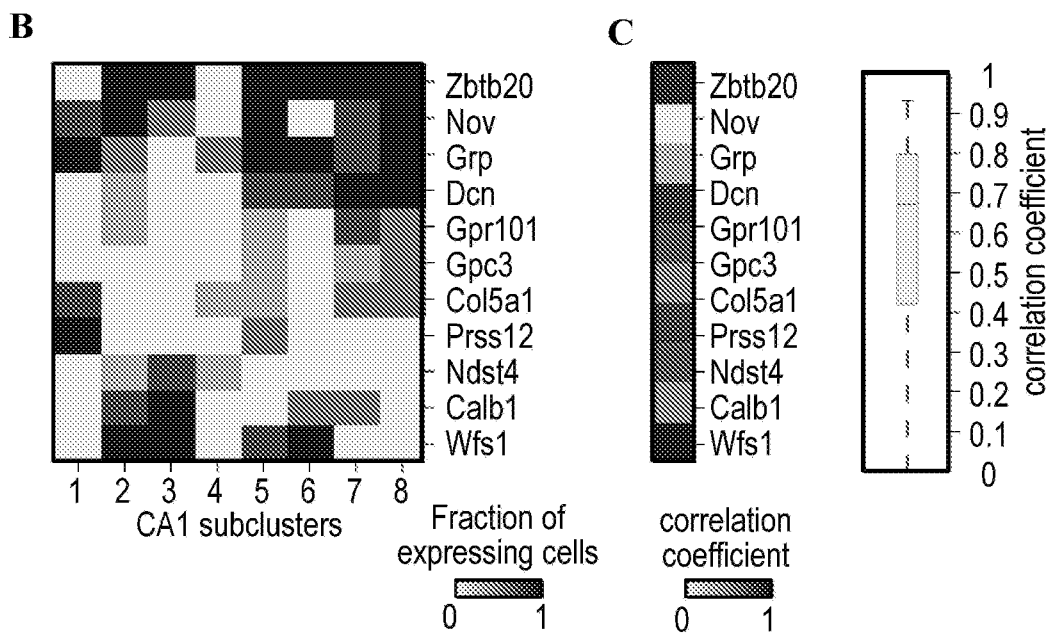 B
Zbtb20
Nov
Grp
Dcn
Gpr101
Gpc3
Col5a1
Prss12
Ndst4
Calb1
Wfs1
1 2 3 4 5 6 7 8
CA1 subclusters
Fraction of
expressing cells
0 1
C
Zbtb20
Nov
Grp
Dcn
Gpr101
Gpc3
Col5a1
Prss12
Ndst4
Calb1
Wfs1
correlation
coefficient
0 1
1
0.9
0.8
0.7
0.6
0.5
0.4
0.3
0.2
0.1
0
correlation coefficient